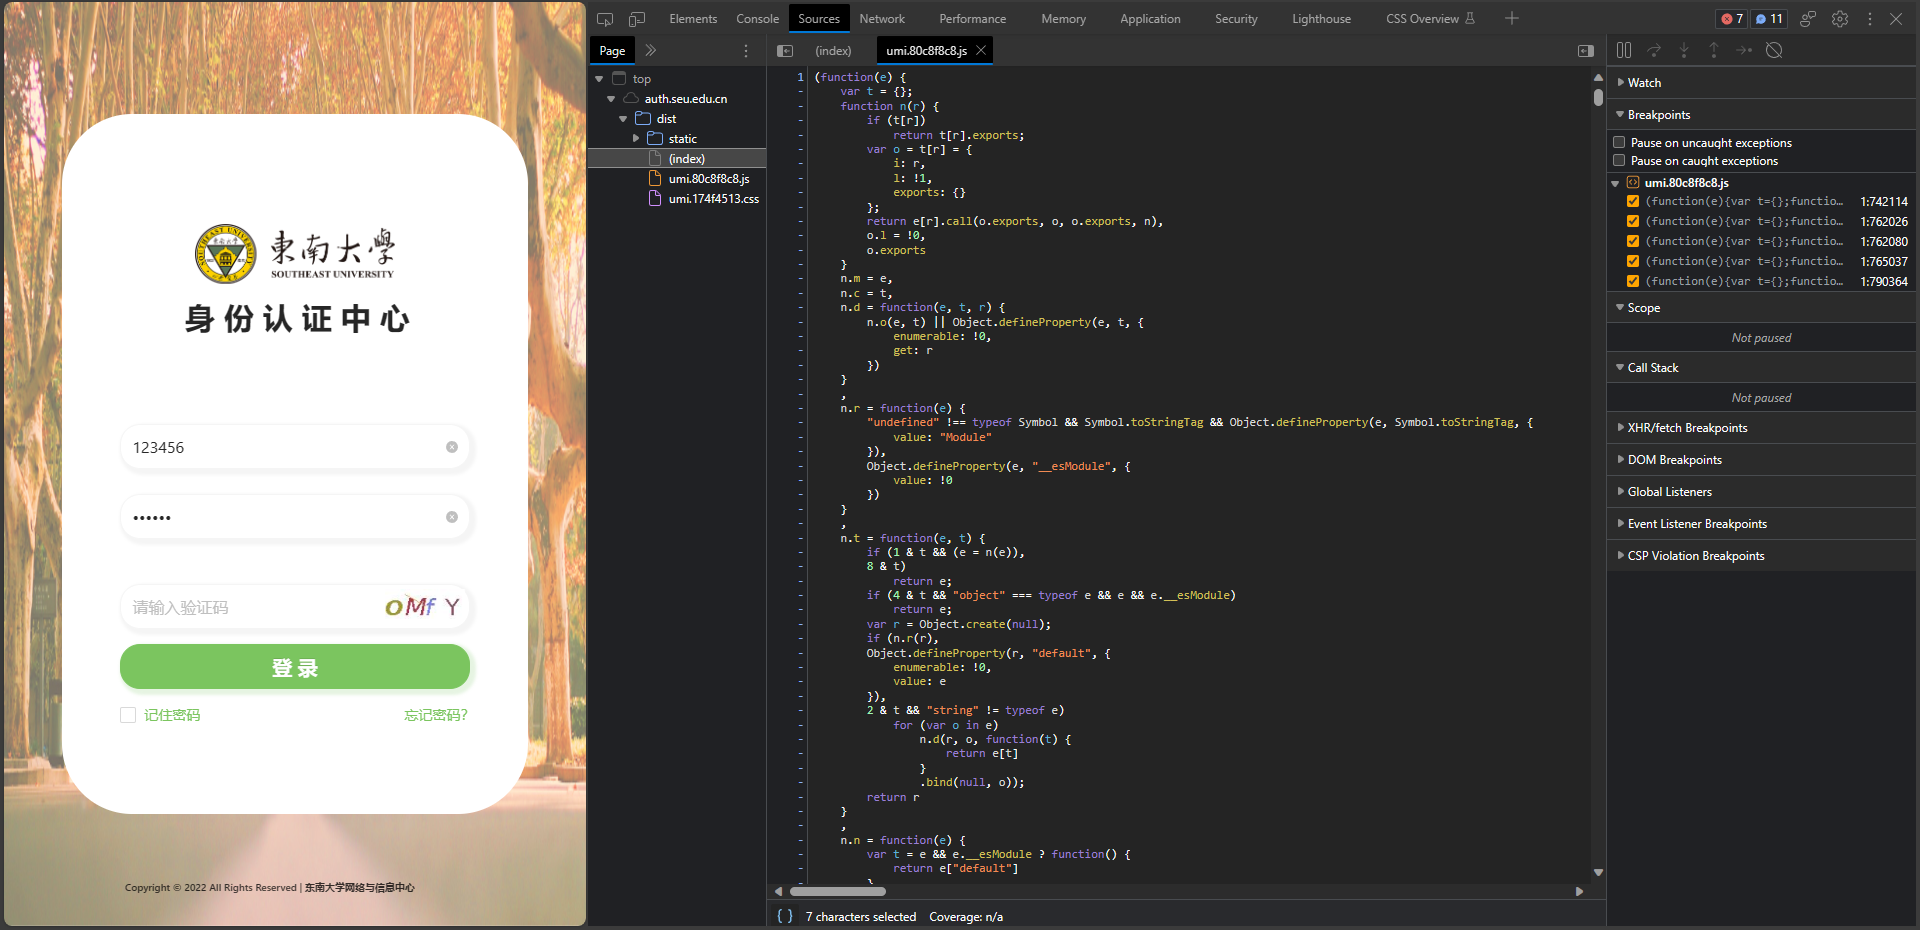 東南大學
SOUTHEAST UNIVERSITY
身份认证中心
123456
••••••
请输入验证码
oMf Y
登录
记住密码
忘记密码?
Copyright © 2022 All Rights Reserved | 东南大学网络与信息中心
Elements Console Sources Network Performance Memory Application Security Lighthouse CSS Overview 7 11
Page
top
auth.seu.edu.cn
dist
static
(index)
umi.80c8f8c8.js
umi.174f4513.css
(index) umi.80c8f8c8.js
1
(function(e) {
var t = {};
function n(r) {
if (t[r])
return t[r].exports;
var o = t[r] = {
i: r,
l: !1,
exports: {}
};
return e[r].call(o.exports, o, o.exports, n),
o.l = !0,
o.exports
}
n.m = e,
n.c = t,
n.d = function(e, t, r) {
n.o(e, t) || Object.defineProperty(e, t, {
enumerable: !0,
get: r
})
}
,
n.r = function(e) {
"undefined" !== typeof Symbol && Symbol.toStringTag && Object.defineProperty(e, Symbol.toStringTag, {
value: "Module"
}),
Object.defineProperty(e, "__esModule", {
value: !0
})
}
,
n.t = function(e, t) {
if (1 & t && (e = n(e)),
8 & t)
return e;
if (4 & t && "object" === typeof e && e && e.__esModule)
return e;
var r = Object.create(null);
if (n.r(r),
Object.defineProperty(r, "default", {
enumerable: !0,
value: e
}),
2 & t && "string" != typeof e)
for (var o in e)
n.d(r, o, function(t) {
return e[t]
}
.bind(null, o));
return r
}
,
n.n = function(e) {
var t = e && e.__esModule ? function() {
return e["default"]
}
{ } 7 characters selected Coverage: n/a
Watch
Breakpoints
Pause on uncaught exceptions
Pause on caught exceptions
umi.80c8f8c8.js
(function(e){var t={};functio… 1:742114
(function(e){var t={};functio… 1:762026
(function(e){var t={};functio… 1:762080
(function(e){var t={};functio… 1:765037
(function(e){var t={};functio… 1:790364
Scope
Not paused
Call Stack
Not paused
XHR/fetch Breakpoints
DOM Breakpoints
Global Listeners
Event Listener Breakpoints
CSP Violation Breakpoints